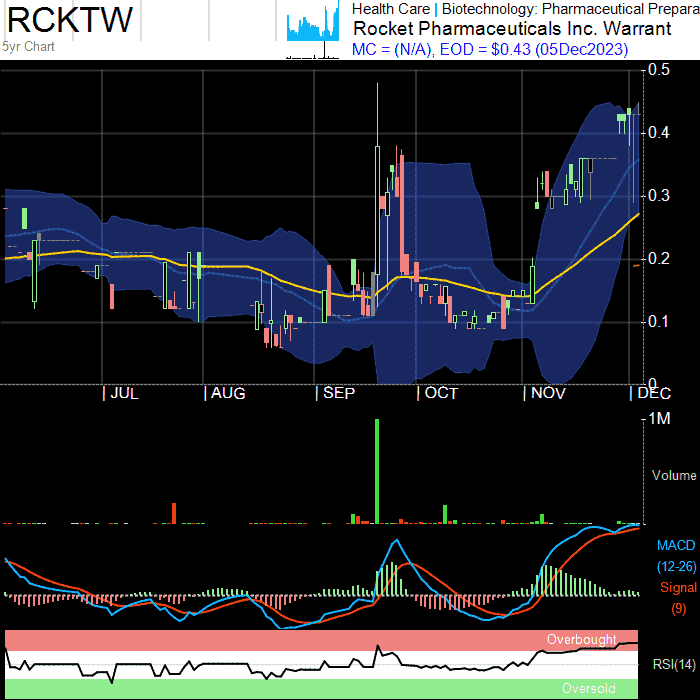 RCKTW
5yr Chart
Health Care | Biotechnology: Pharmaceutical Prepara
Rocket Pharmaceuticals Inc. Warrant
MC = (N/A), EOD = $0.43 (05Dec2023)
0.5
0.4
0.3
0.2
0.1
0
JUL AUG SEP OCT NOV DEC
1M
Volume
MACD
(12-26)
Signal
(9)
Overbought
RSI(14)
Oversold